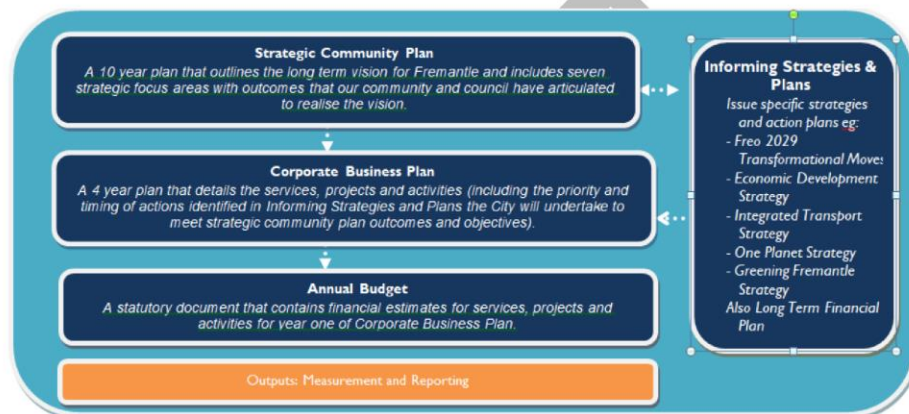 Strategic Community Plan
A 10 year plan that outlines the long term vision for Fremantle and includes seven
strategic focus areas with outcomes that our community and council have articulated
to realise the vision.
Corporate Business Plan
A 4 year plan that details the services, projects and activities (including the priority and
timing of actions identified in Informing Strategies and Plans the City will undertake to
meet strategic community plan outcomes and objectives).
Annual Budget
A statutory document that contains financial estimates for services, projects and
activities for year one of Corporate Business Plan.
Outputs: Measurement and Reporting
Informing Strategies &
Plans
Issue specific strategies
and action plans eg:
- Freo 2029
Transformational Moves
- Economic Development
Strategy
- Integrated Transport
Strategy
- One Planet Strategy
- Greening Fremantle
Strategy
Also Long Term Financial
Plan